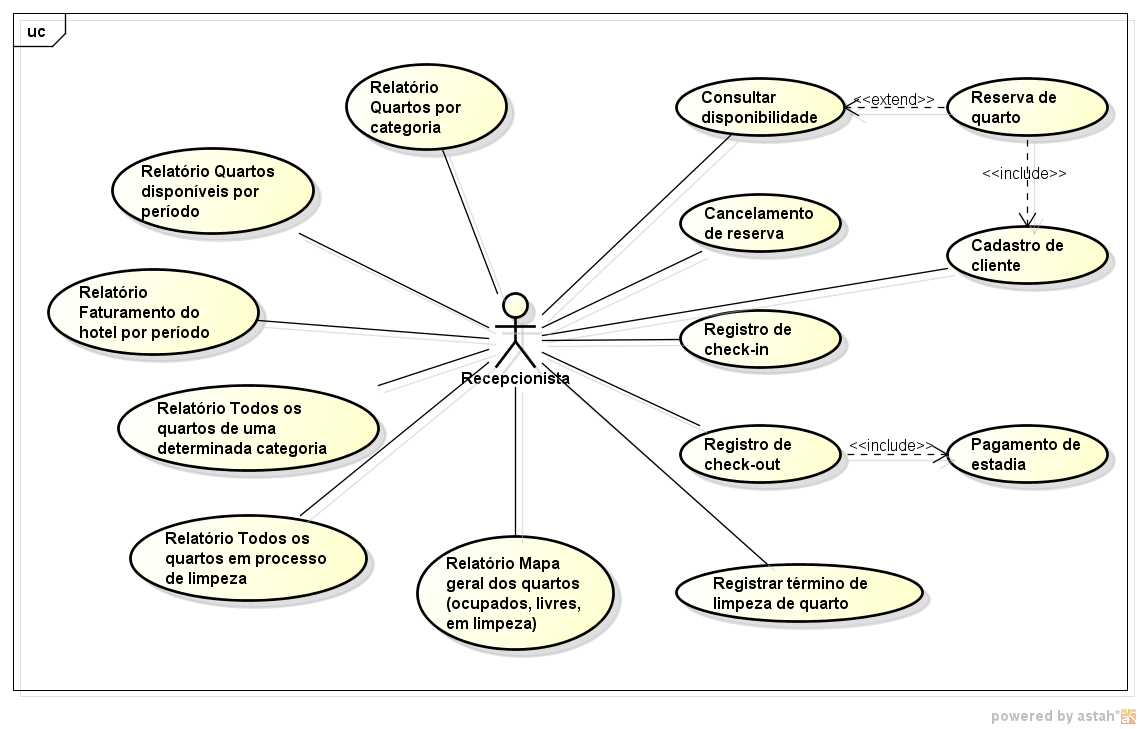 uc
Relatório
Quartos por
categoria
Consultar
disponibilidade
<<extend>>
Reserva de
quarto
Relatório Quartos
disponíveis por
período
<<include>>
Cancelamento
de reserva
Cadastro de
cliente
Relatório
Faturamento do
hotel por período
Registro de
check-in
Recepcionista
Relatório Todos os
quartos de uma
determinada categoria
Registro de
check-out
<<include>>
Pagamento de
estadia
Relatório Todos os
quartos em processo
de limpeza
Relatório Mapa
geral dos quartos
(ocupados, livres,
em limpeza)
Registrar término de
limpeza de quarto
powered by astah*